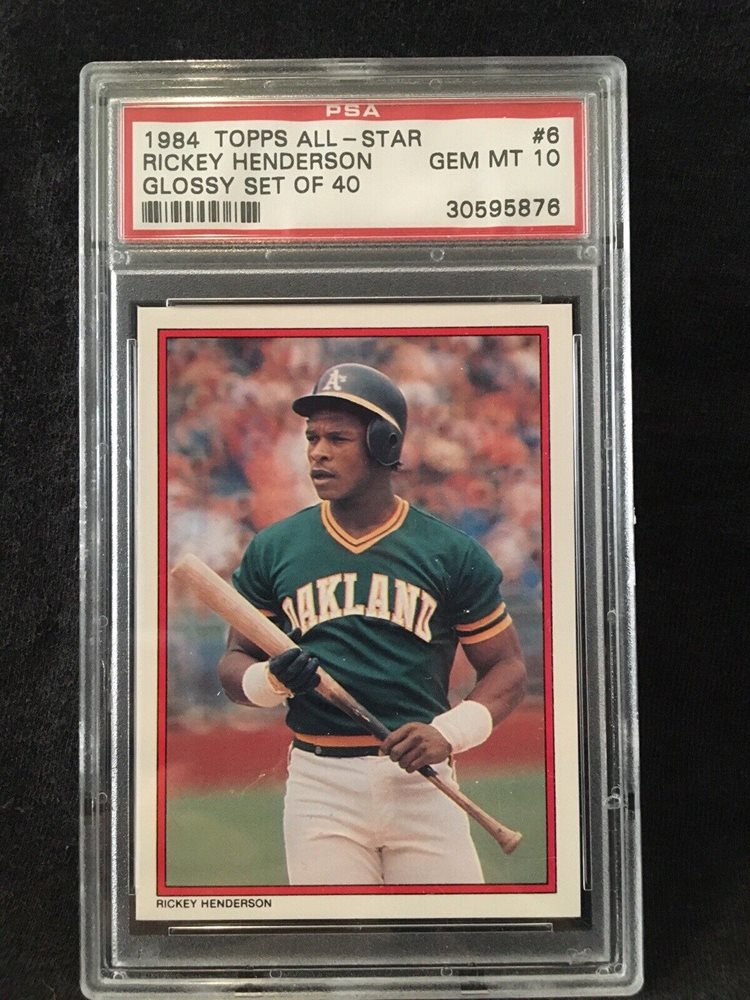 PSA
1984 TOPPS ALL-STAR #6
RICKEY HENDERSON GEM MT 10
GLOSSY SET OF 40
30595876
A's
OAKLAND
RICKEY HENDERSON